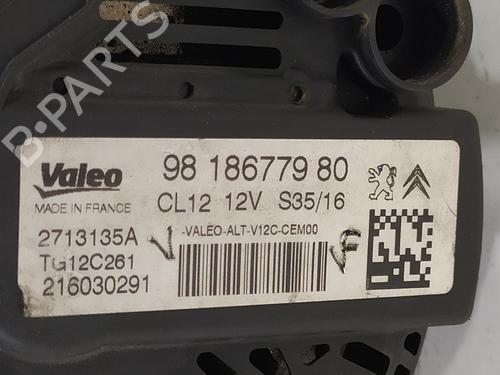 B-PARTS
Valeo
98 186779 80
MADE IN FRANCE
CL12 12V S35/16
2713135A
V
-VALEO-ALT-V12C-CEM00
TG12C261
VF
216030291